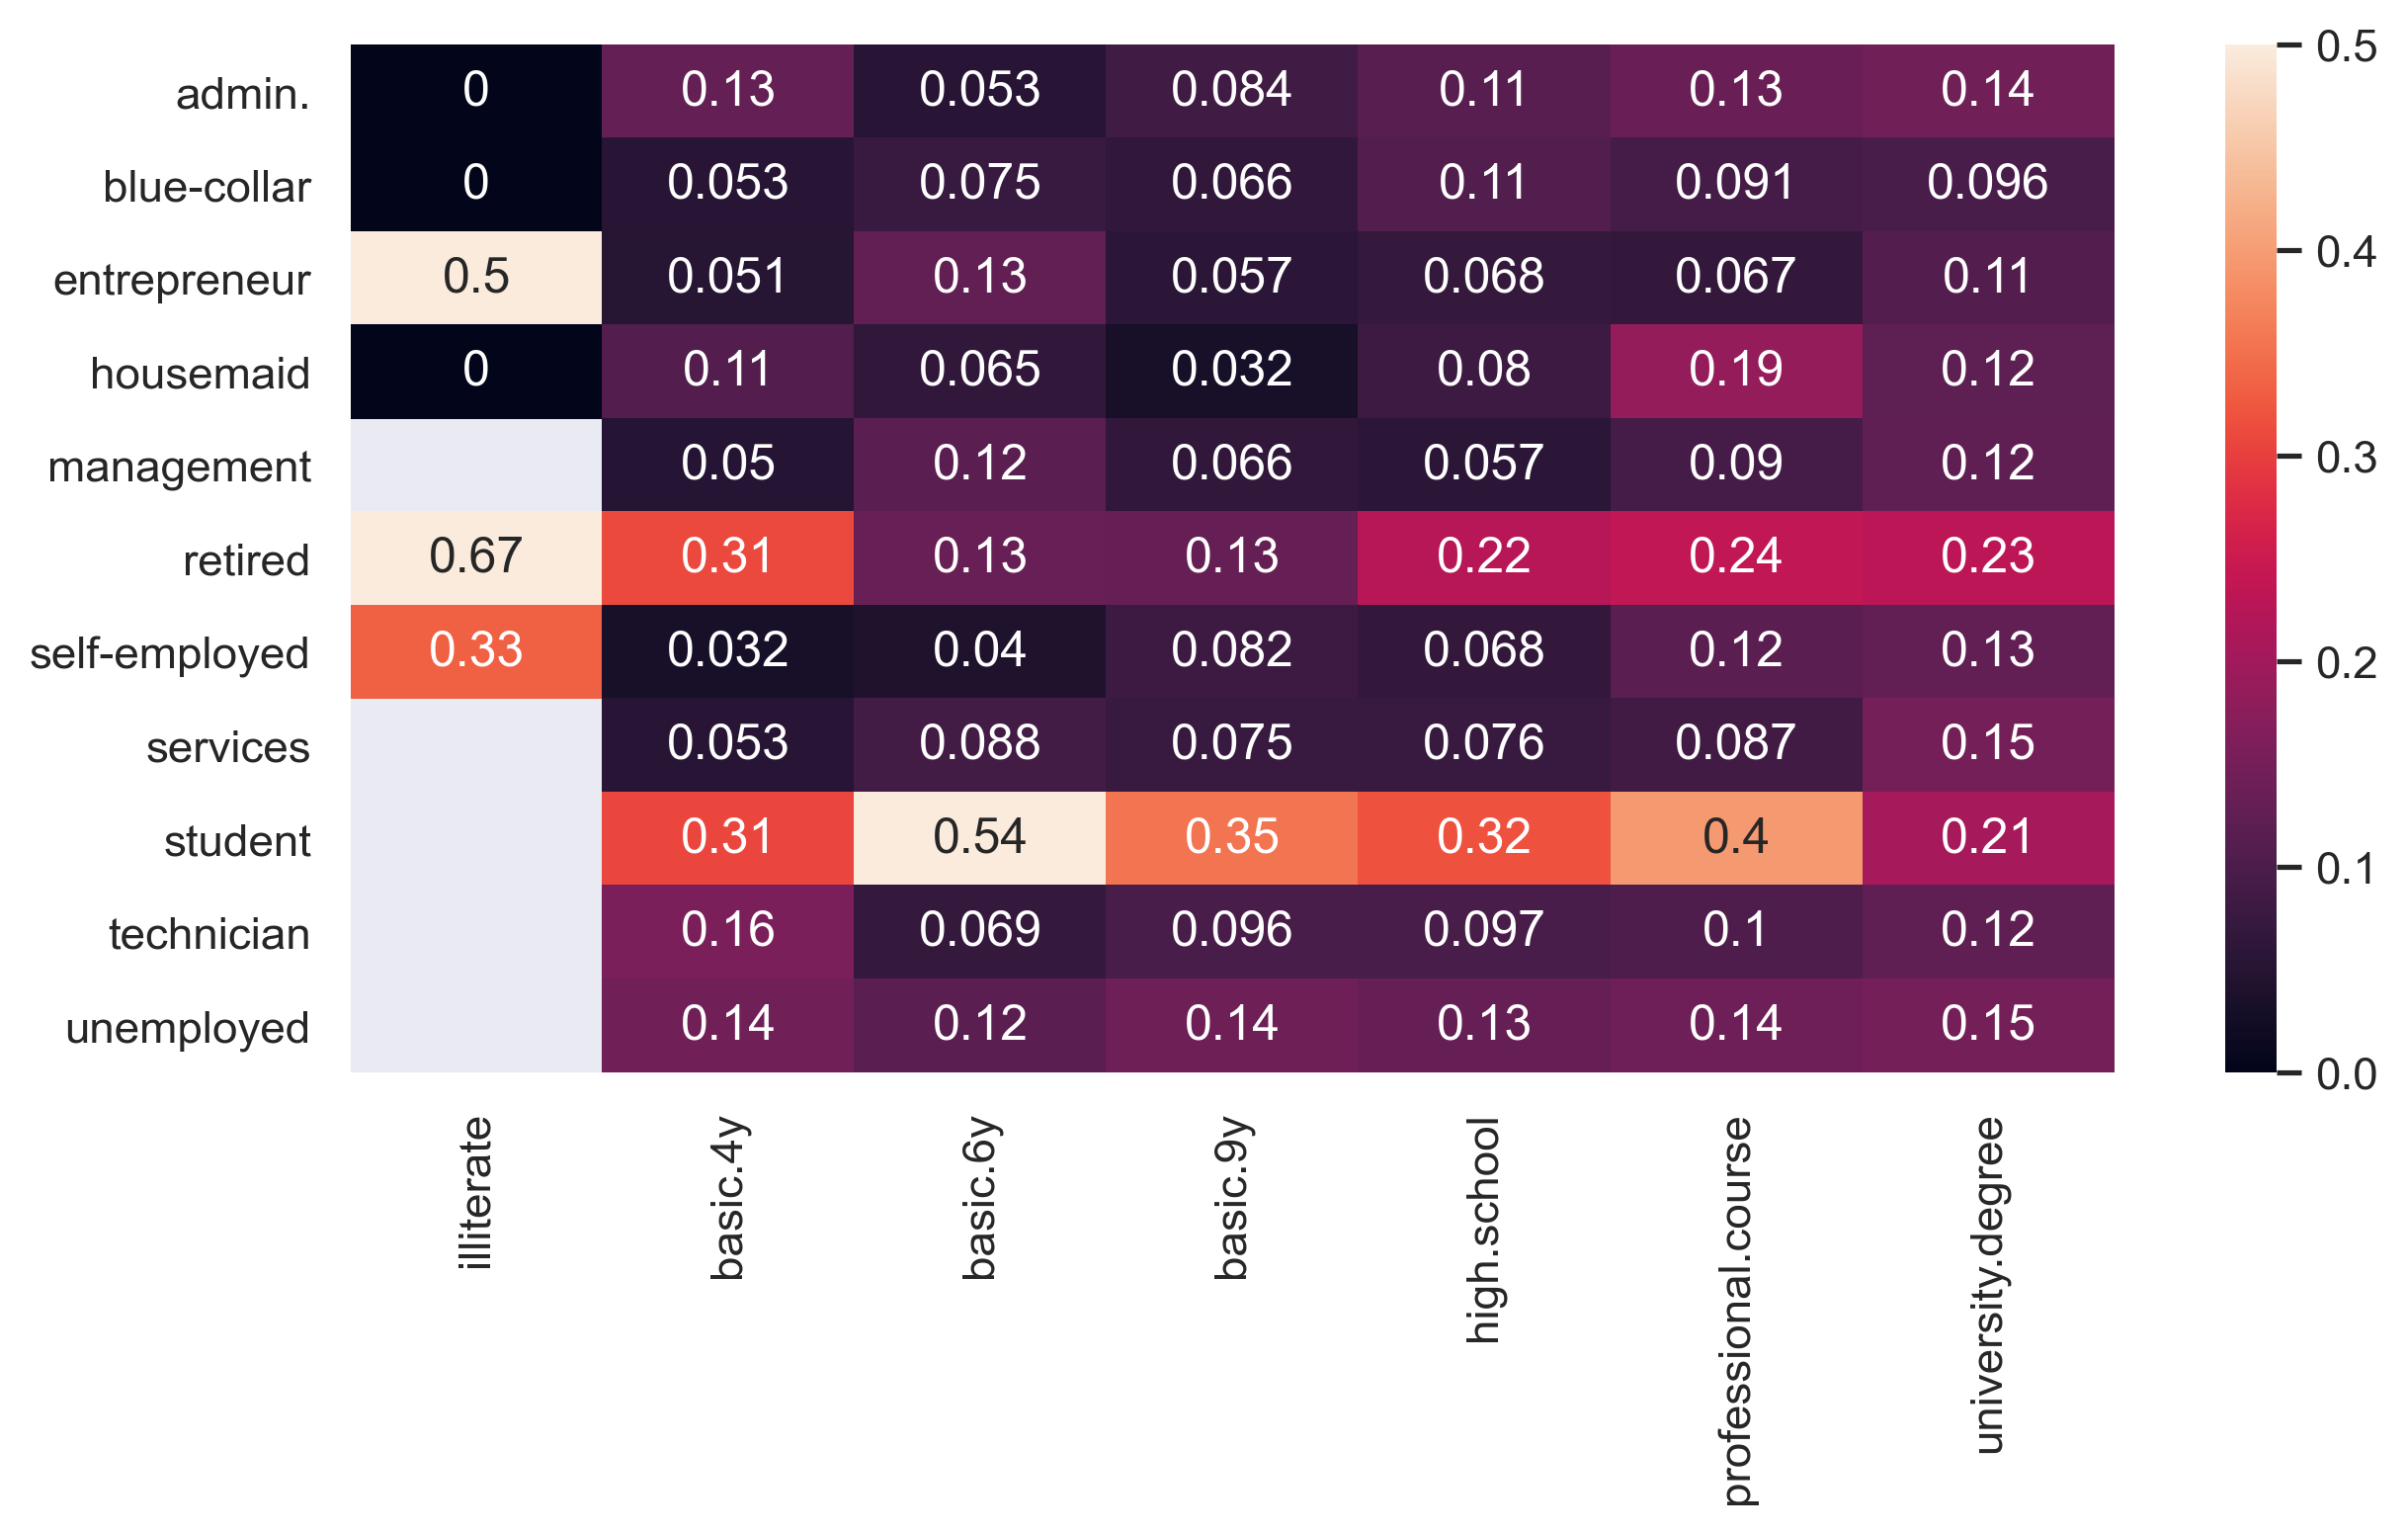 admin. 0 0.13 0.053 0.084 0.11 0.13 0.14
blue-collar 0 0.053 0.075 0.066 0.11 0.091 0.096
entrepreneur 0.5 0.051 0.13 0.057 0.068 0.067 0.11
housemaid 0 0.11 0.065 0.032 0.08 0.19 0.12
management 0.05 0.12 0.066 0.057 0.09 0.12
retired 0.67 0.31 0.13 0.13 0.22 0.24 0.23
self-employed 0.33 0.032 0.04 0.082 0.068 0.12 0.13
services 0.053 0.088 0.075 0.076 0.087 0.15
student 0.31 0.54 0.35 0.32 0.4 0.21
technician 0.16 0.069 0.096 0.097 0.1 0.12
unemployed 0.14 0.12 0.14 0.13 0.14 0.15
illiterate
basic.4y
basic.6y
basic.9y
high.school
professional.course
university.degree
0.5
0.4
0.3
0.2
0.1
0.0